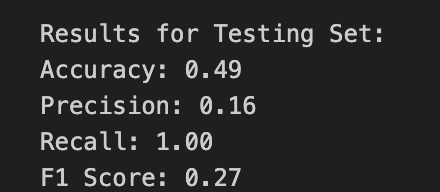 Results for Testing Set:
Accuracy: 0.49
Precision: 0.16
Recall: 1.00
F1 Score: 0.27